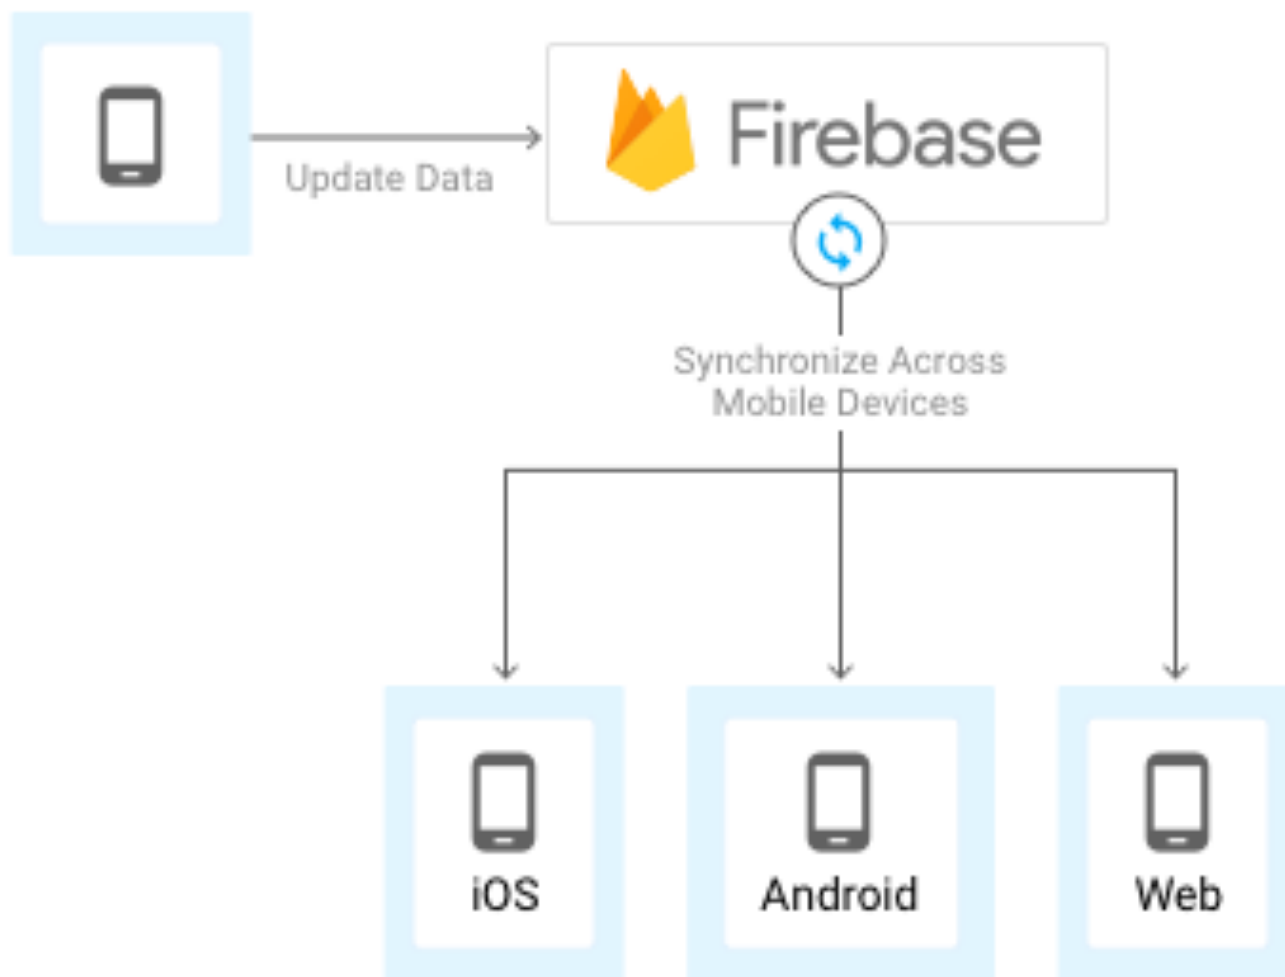 Firebase
Update Data
Synchronize Across
Mobile Devices
iOS
Android
Web